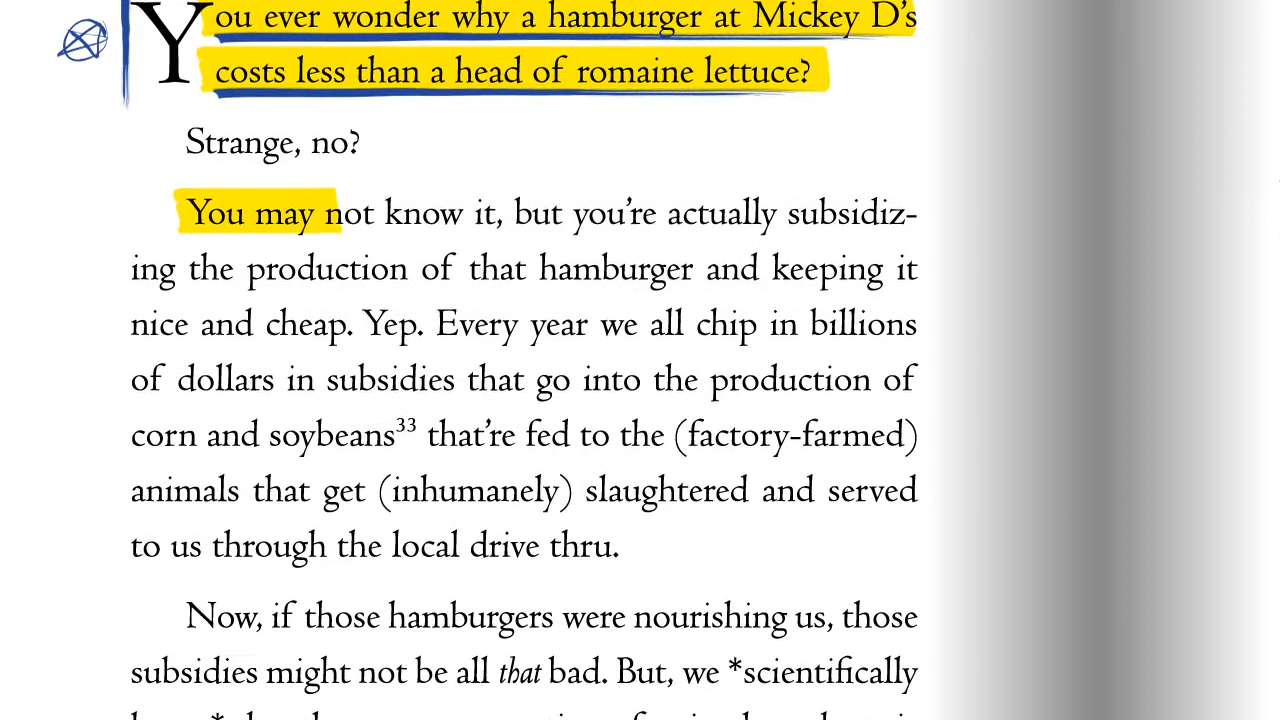 You ever wonder why a hamburger at Mickey D's
costs less than a head of romaine lettuce?
Strange, no?
You may not know it, but you're actually subsidiz-
ing the production of that hamburger and keeping it
nice and cheap. Yep. Every year we all chip in billions
of dollars in subsidies that go into the production of
corn and soybeans³³ that're fed to the (factory-farmed)
animals that get (inhumanely) slaughtered and served
to us through the local drive thru.
Now, if those hamburgers were nourishing us, those
subsidies might not be all that bad. But, we *scientifically